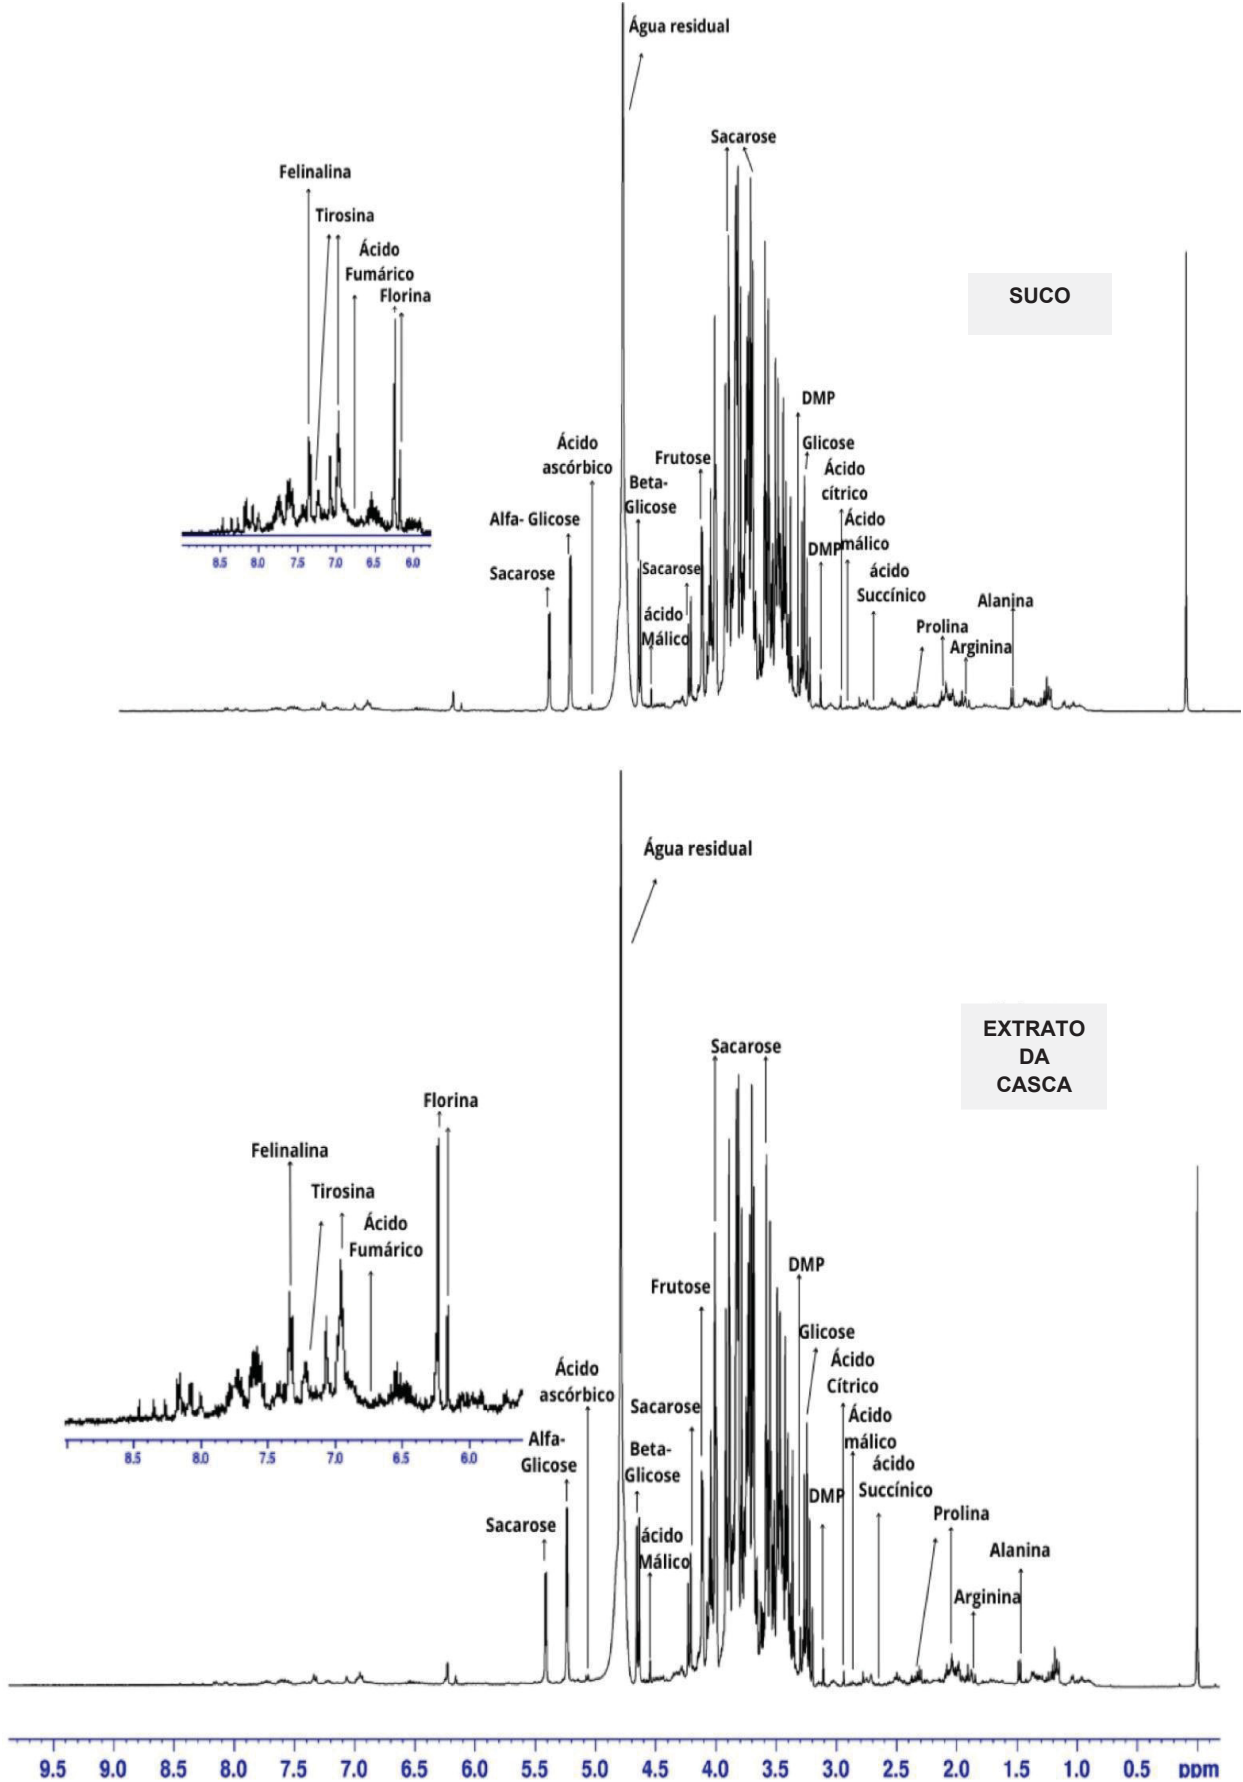 Água residual
Sacarose
Felinalina
Tirosina
Ácido
Fumárico
Florina
SUCO
DMP
Glicose
Ácido
ascórbico
Frutose
Ácido
cítrico
Beta-
Glicose
Alfa- Glicose
Ácido
málico
DMP
Sacarose
Sacarose
ácido
Succínico
ácido
Málico
Alanina
Prolina
Arginina
8.5 8.0 7.5 7.0 6.5 6.0
Água residual
EXTRATO
DA
CASCA
Sacarose
Florina
Felinalina
Tirosina
Ácido
Fumárico
DMP
Frutose
Glicose
Ácido
ascórbico
Ácido
Cítrico
Sacarose
Ácido
málico
Alfa-
Glicose
Beta-
Glicose
ácido
Succínico
DMP
Sacarose
ácido
Málico
Prolina
Alanina
Arginina
8.5 8.0 7.5 7.0 6.5 6.0
9.5 9.0 8.5 8.0 7.5 7.0 6.5 6.0 5.5 5.0 4.5 4.0 3.5 3.0 2.5 2.0 1.5 1.0 0.5 ppm